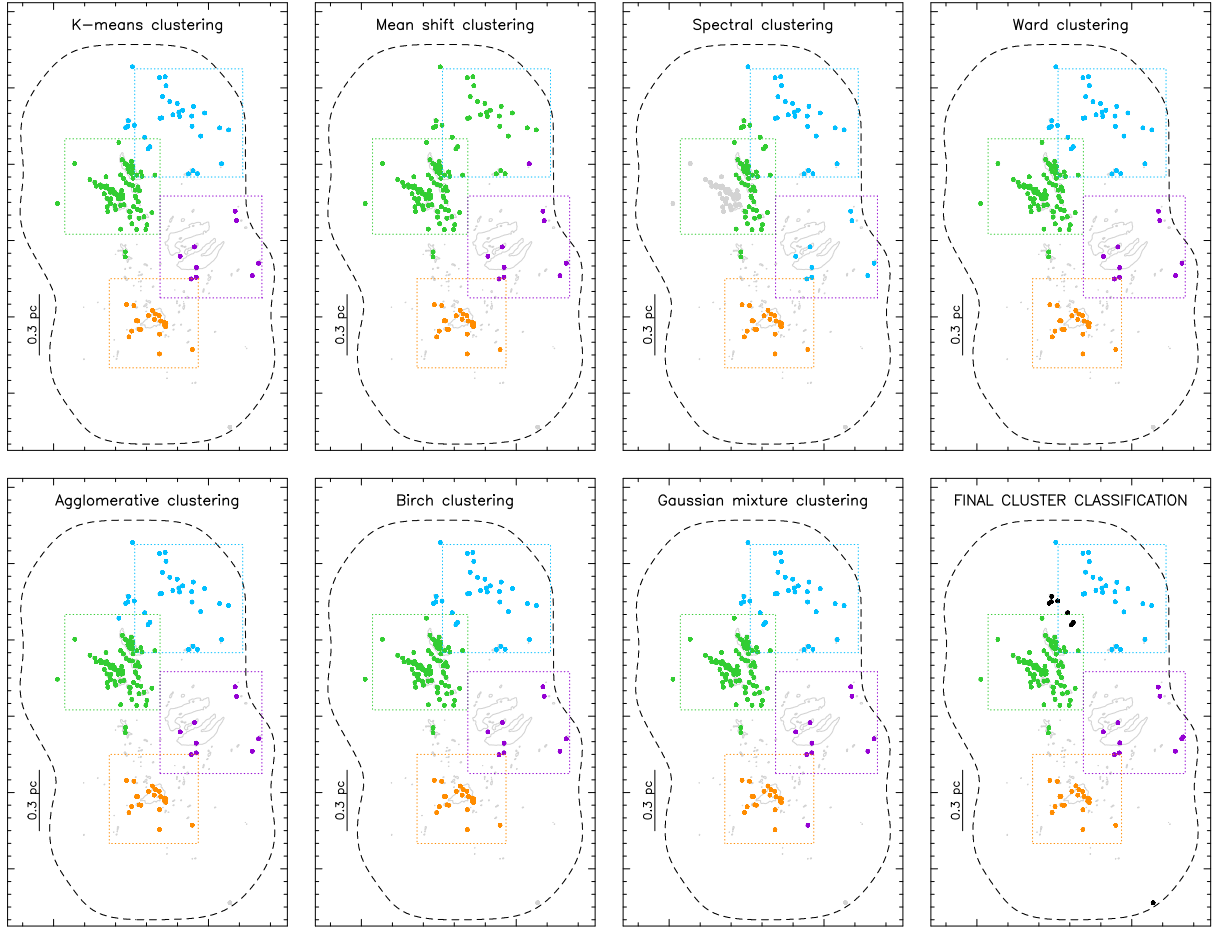 K-means clustering
Mean shift clustering
Spectral clustering
Ward clustering
0.3 pc
0.3 pc
0.3 pc
0.3 pc
Agglomerative clustering
Birch clustering
Gaussian mixture clustering
FINAL CLUSTER CLASSIFICATION
0.3 pc
0.3 pc
0.3 pc
0.3 pc